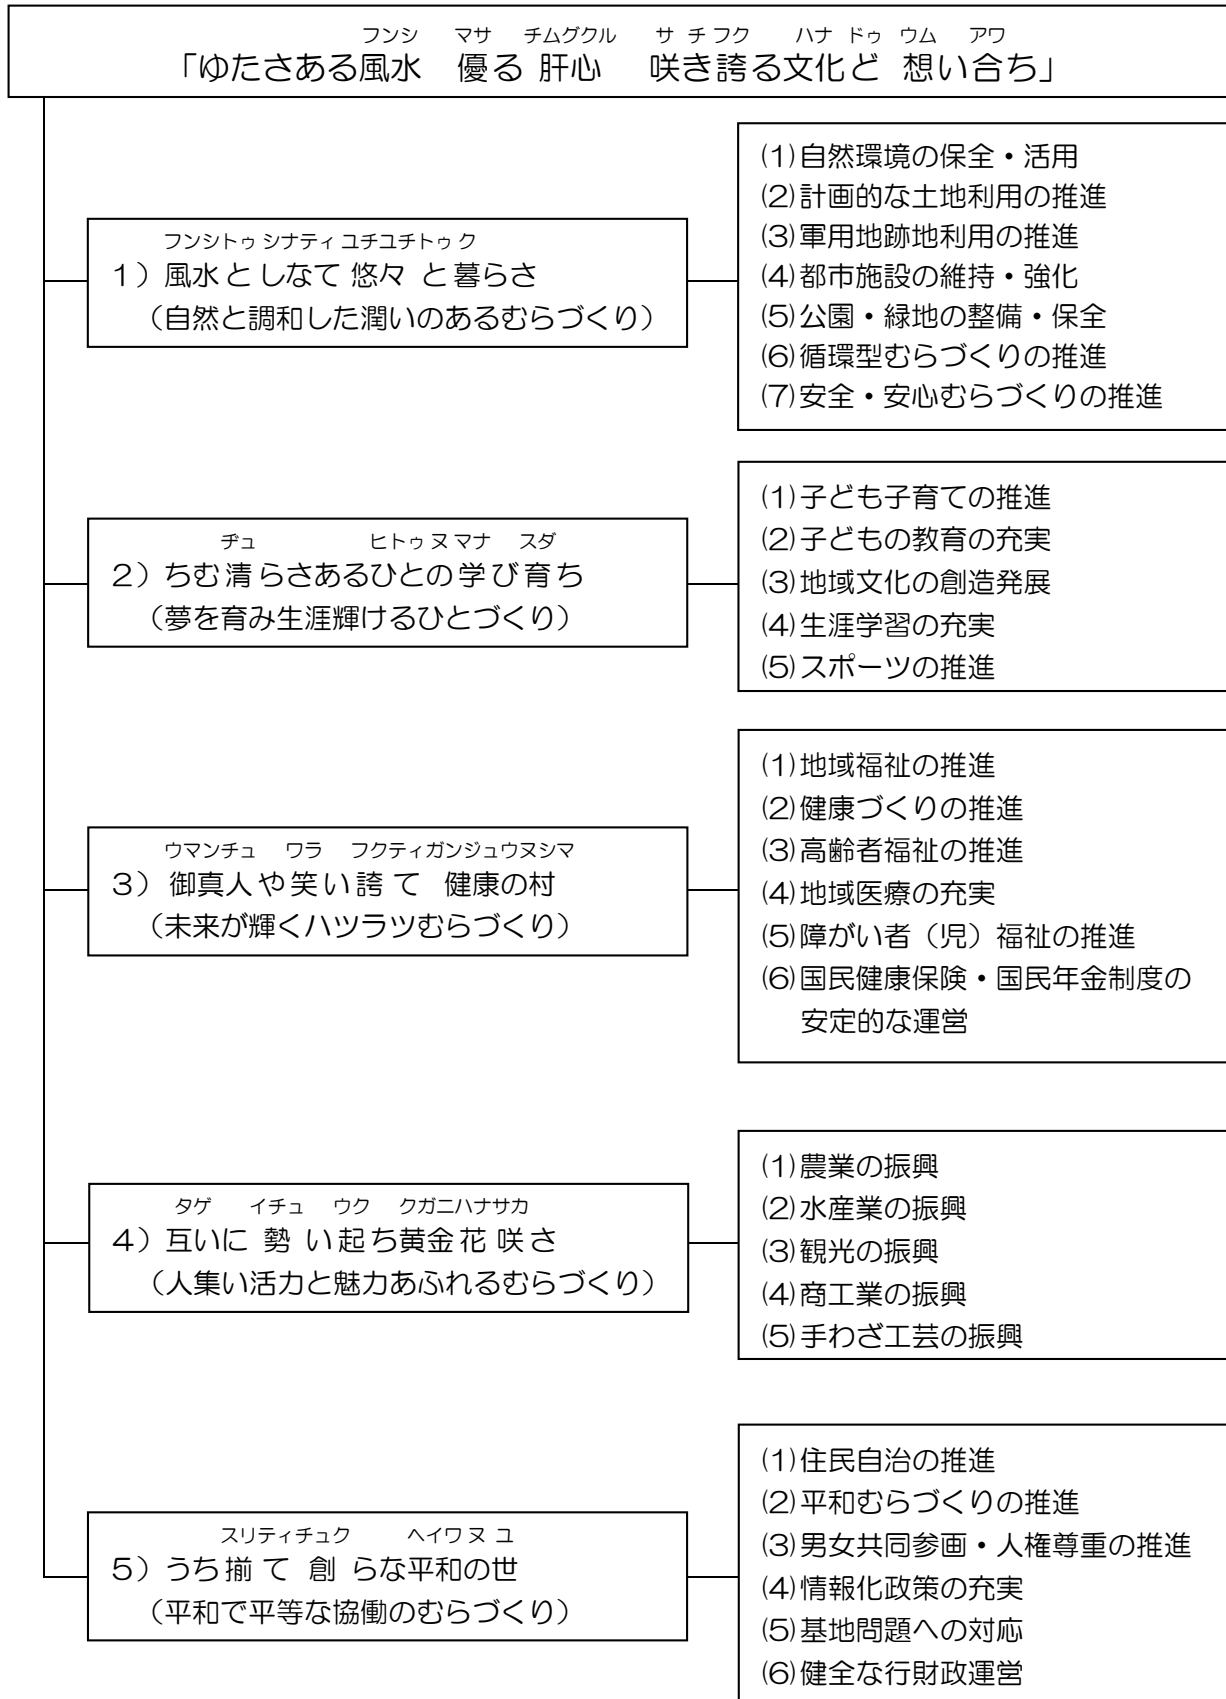 フンシ マサ チムググル サ チ フク ハナ ドゥ ウム アワ
「ゆたさある風水 優る 肝心 咲き誇る文化ど 想い合ち」
フンシトゥ シナティ ユチユチトゥ ク
1）風水としなて 悠々 と暮らさ
（自然と調和した潤いのあるむらづくり）
⑴自然環境の保全・活用
⑵計画的な土地利用の推進
⑶軍用地跡地利用の推進
⑷都市施設の維持・強化
⑸公園・緑地の整備・保全
⑹循環型むらづくりの推進
⑺安全・安心むらづくりの推進
ヂュ ヒトゥ ヌ マナ スダ
2）ちむ清らさあるひとの学び育ち
（夢を育み生涯輝けるひとづくり）
⑴子ども子育ての推進
⑵子どもの教育の充実
⑶地域文化の創造発展
⑷生涯学習の充実
⑸スポーツの推進
ウマンチュ ワラ フクティガンジュウヌシマ
3）御真人や笑い誇て 健康の村
（未来が輝くハツラツむらづくり）
⑴地域福祉の推進
⑵健康づくりの推進
⑶高齢者福祉の推進
⑷地域医療の充実
⑸障がい者（児）福祉の推進
⑹国民健康保険・国民年金制度の
安定的な運営
タゲ イチュ ウク クガニハナサカ
4）互いに 勢 い起ち黄金花 咲さ
（人集い活力と魅力あふれるむらづくり）
⑴農業の振興
⑵水産業の振興
⑶観光の振興
⑷商工業の振興
⑸手わざ工芸の振興
スリティチュク ヘイワ ヌ ユ
5）うち揃 て 創 らな平和の世
（平和で平等な協働のむらづくり）
⑴住民自治の推進
⑵平和むらづくりの推進
⑶男女共同参画・人権尊重の推進
⑷情報化政策の充実
⑸基地問題への対応
⑹健全な行財政運営